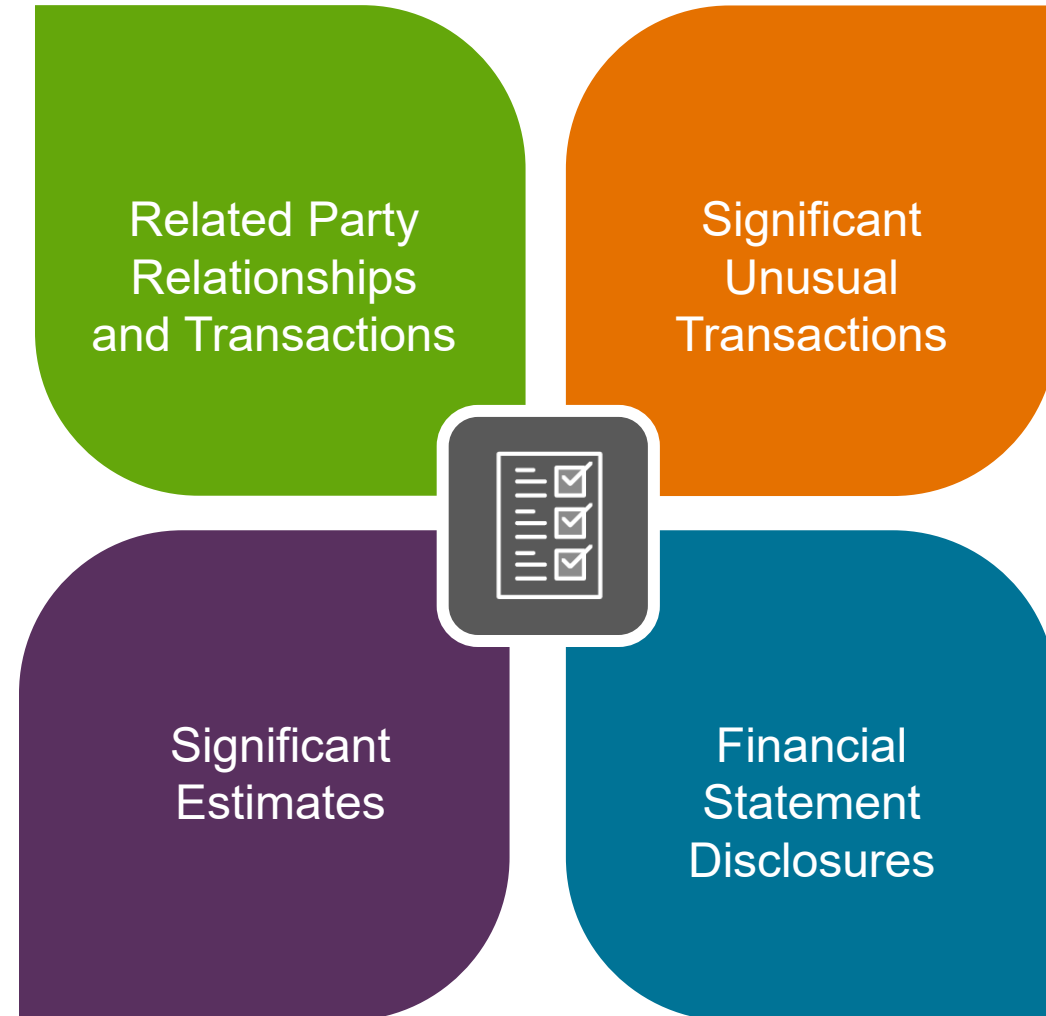 Related Party
Relationships
and Transactions
Significant
Unusual
Transactions
Significant
Estimates
Financial
Statement
Disclosures